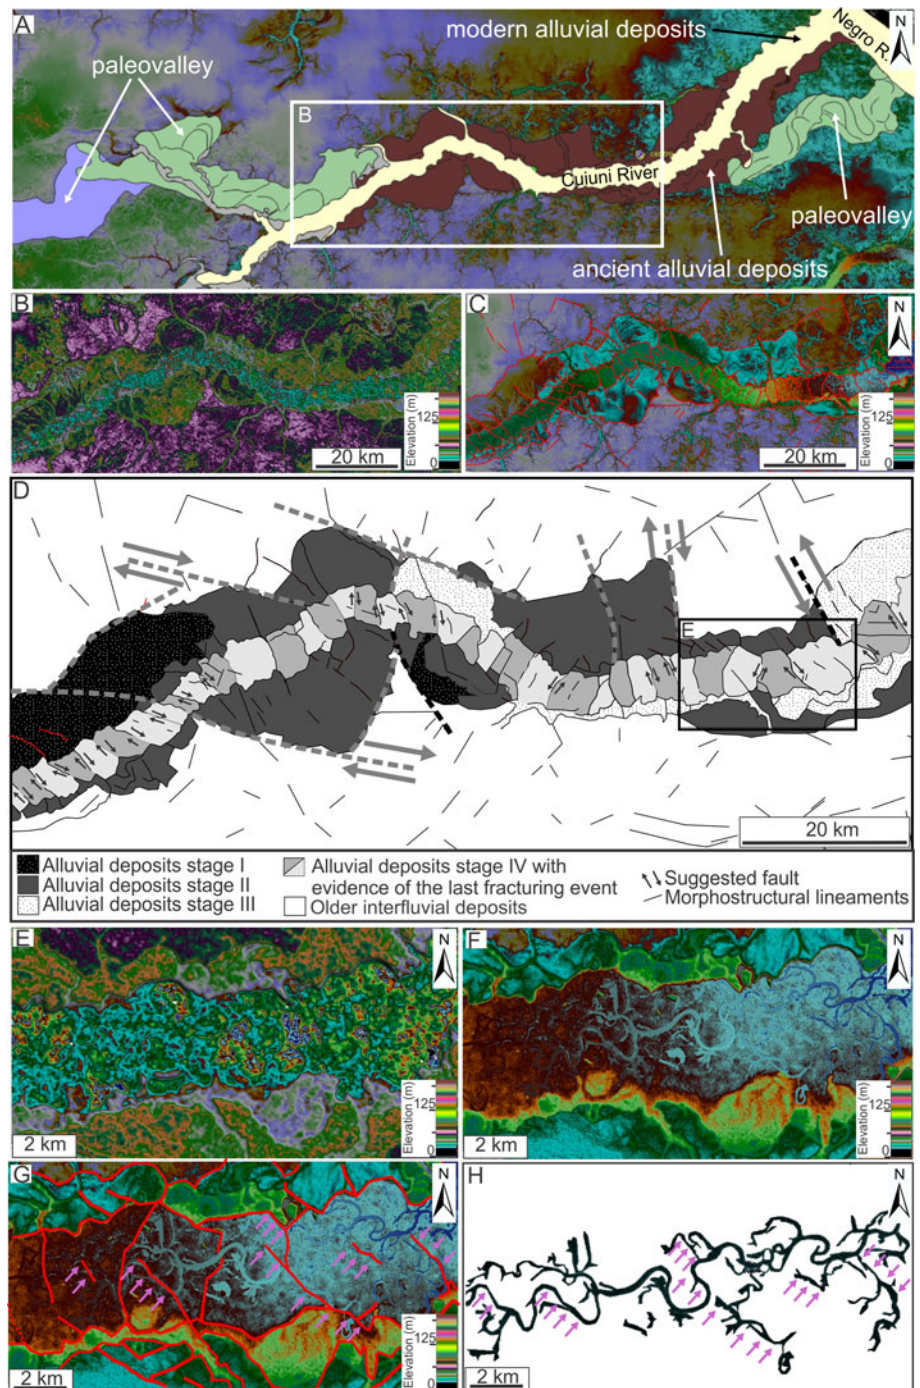 A
modern alluvial deposits
Negro R.
N
paleovalley
B
Cuiuni River
paleovalley
ancient alluvial deposits
B
N
Elevation (m)
125
0
20 km
C
N
Elevation (m)
125
0
20 km
D
E
20 km
Alluvial deposits stage I
Alluvial deposits stage II
Alluvial deposits stage III
Alluvial deposits stage IV with
evidence of the last fracturing event
Older interfluvial deposits
Suggested fault
Morphostructural lineaments
E
N
Elevation (m)
125
0
2 km
F
N
Elevation (m)
125
0
2 km
G
N
Elevation (m)
125
0
2 km
H
N
2 km